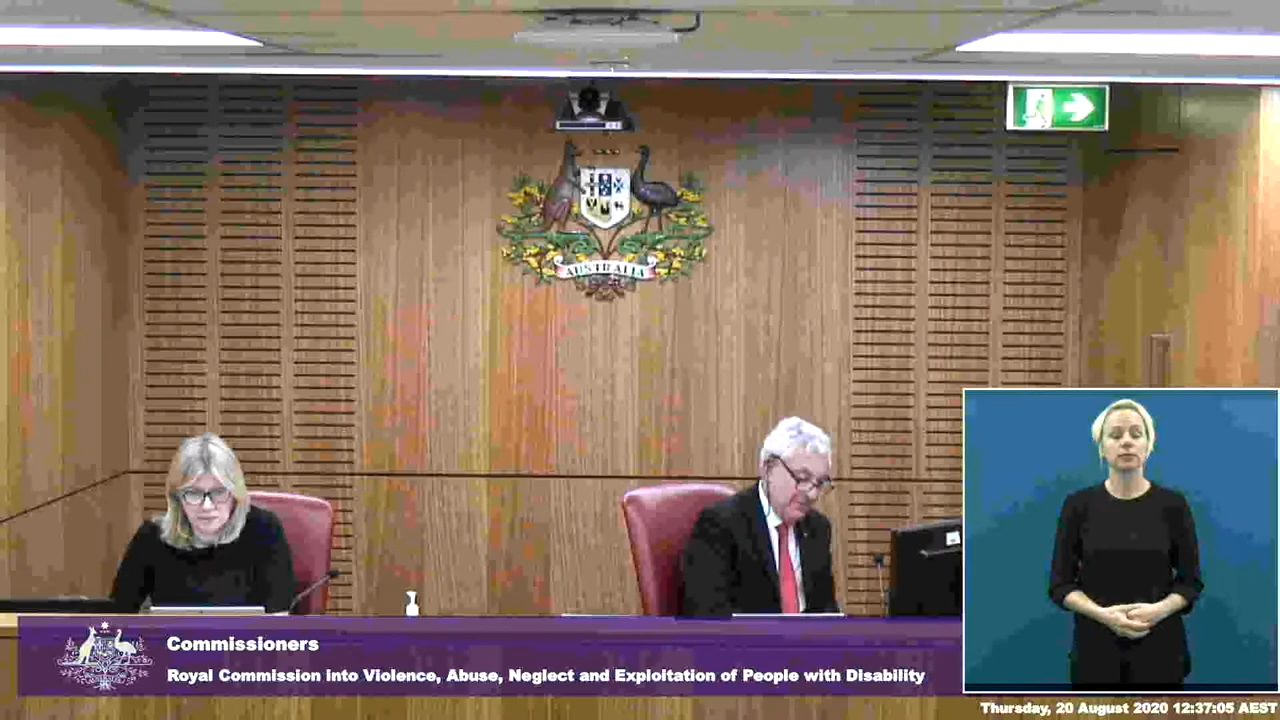 AUSTRALIA
Commissioners
Royal Commission into Violence, Abuse, Neglect and Exploitation of People with Disability
Thursday, 20 August 2020 12:37:05 AEST